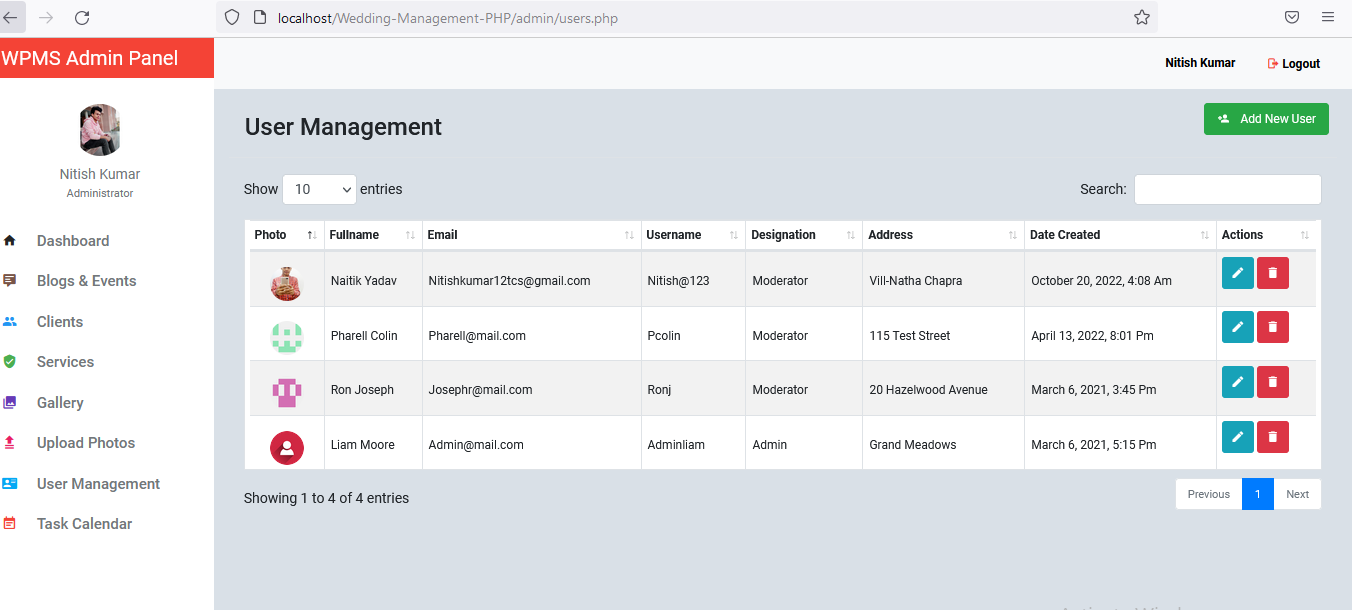 localhost/Wedding-Management-PHP/admin/users.php
WPMS Admin Panel
Nitish Kumar Logout
Nitish Kumar
Administrator
Dashboard
Blogs & Events
Clients
Services
Gallery
Upload Photos
User Management
Task Calendar
User Management
Add New User
Show 10 entries Search:
Photo Fullname Email Username Designation Address Date Created Actions
Naitik Yadav Nitishkumar12tcs@gmail.com Nitish@123 Moderator Vill-Natha Chapra October 20, 2022, 4:08 Am
Pharell Colin Pharell@mail.com Pcolin Moderator 115 Test Street April 13, 2022, 8:01 Pm
Ron Joseph Josephr@mail.com Ronj Moderator 20 Hazelwood Avenue March 6, 2021, 3:45 Pm
Liam Moore Admin@mail.com Adminliam Admin Grand Meadows March 6, 2021, 5:15 Pm
Showing 1 to 4 of 4 entries
Previous 1 Next